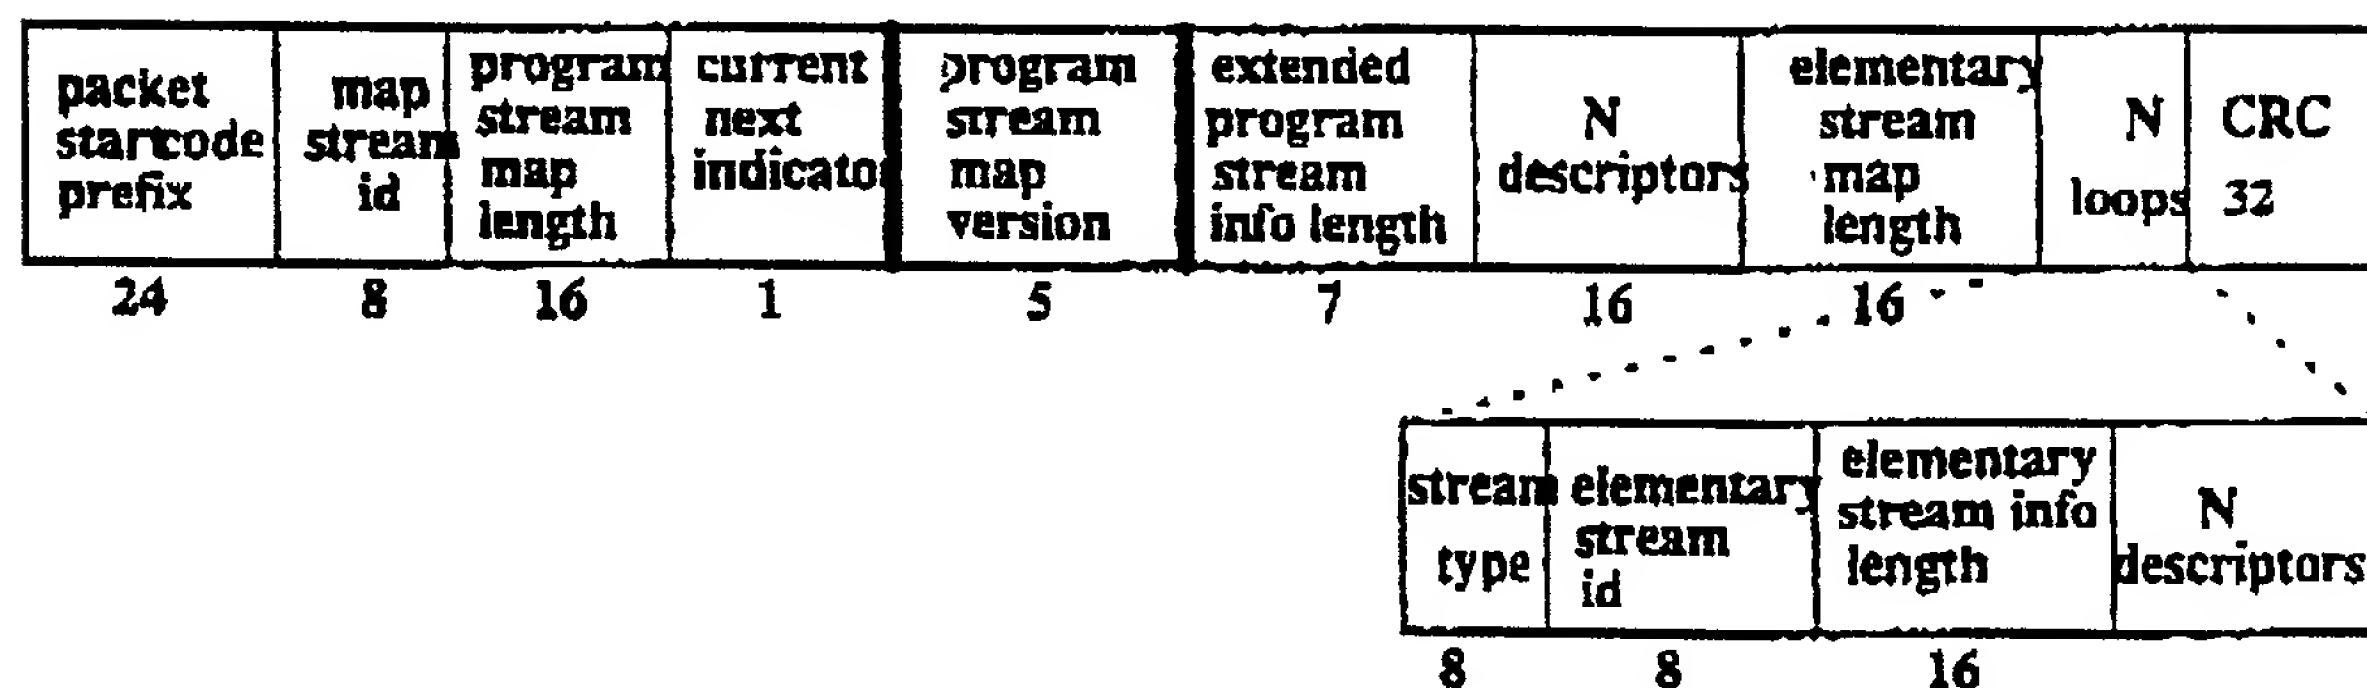 packet
startcode
prefix
map
stream
id
program
stream
map
length
current
next
indicator
program
stream
map
version
extended
program
stream
info length
N
descriptors
elementary
stream
map
length
N
loops
CRC
32
24
8
16
1
5
7
16
16
stream
type
elementary
stream
id
elementary
stream info
length
N
descriptors
8
8
16